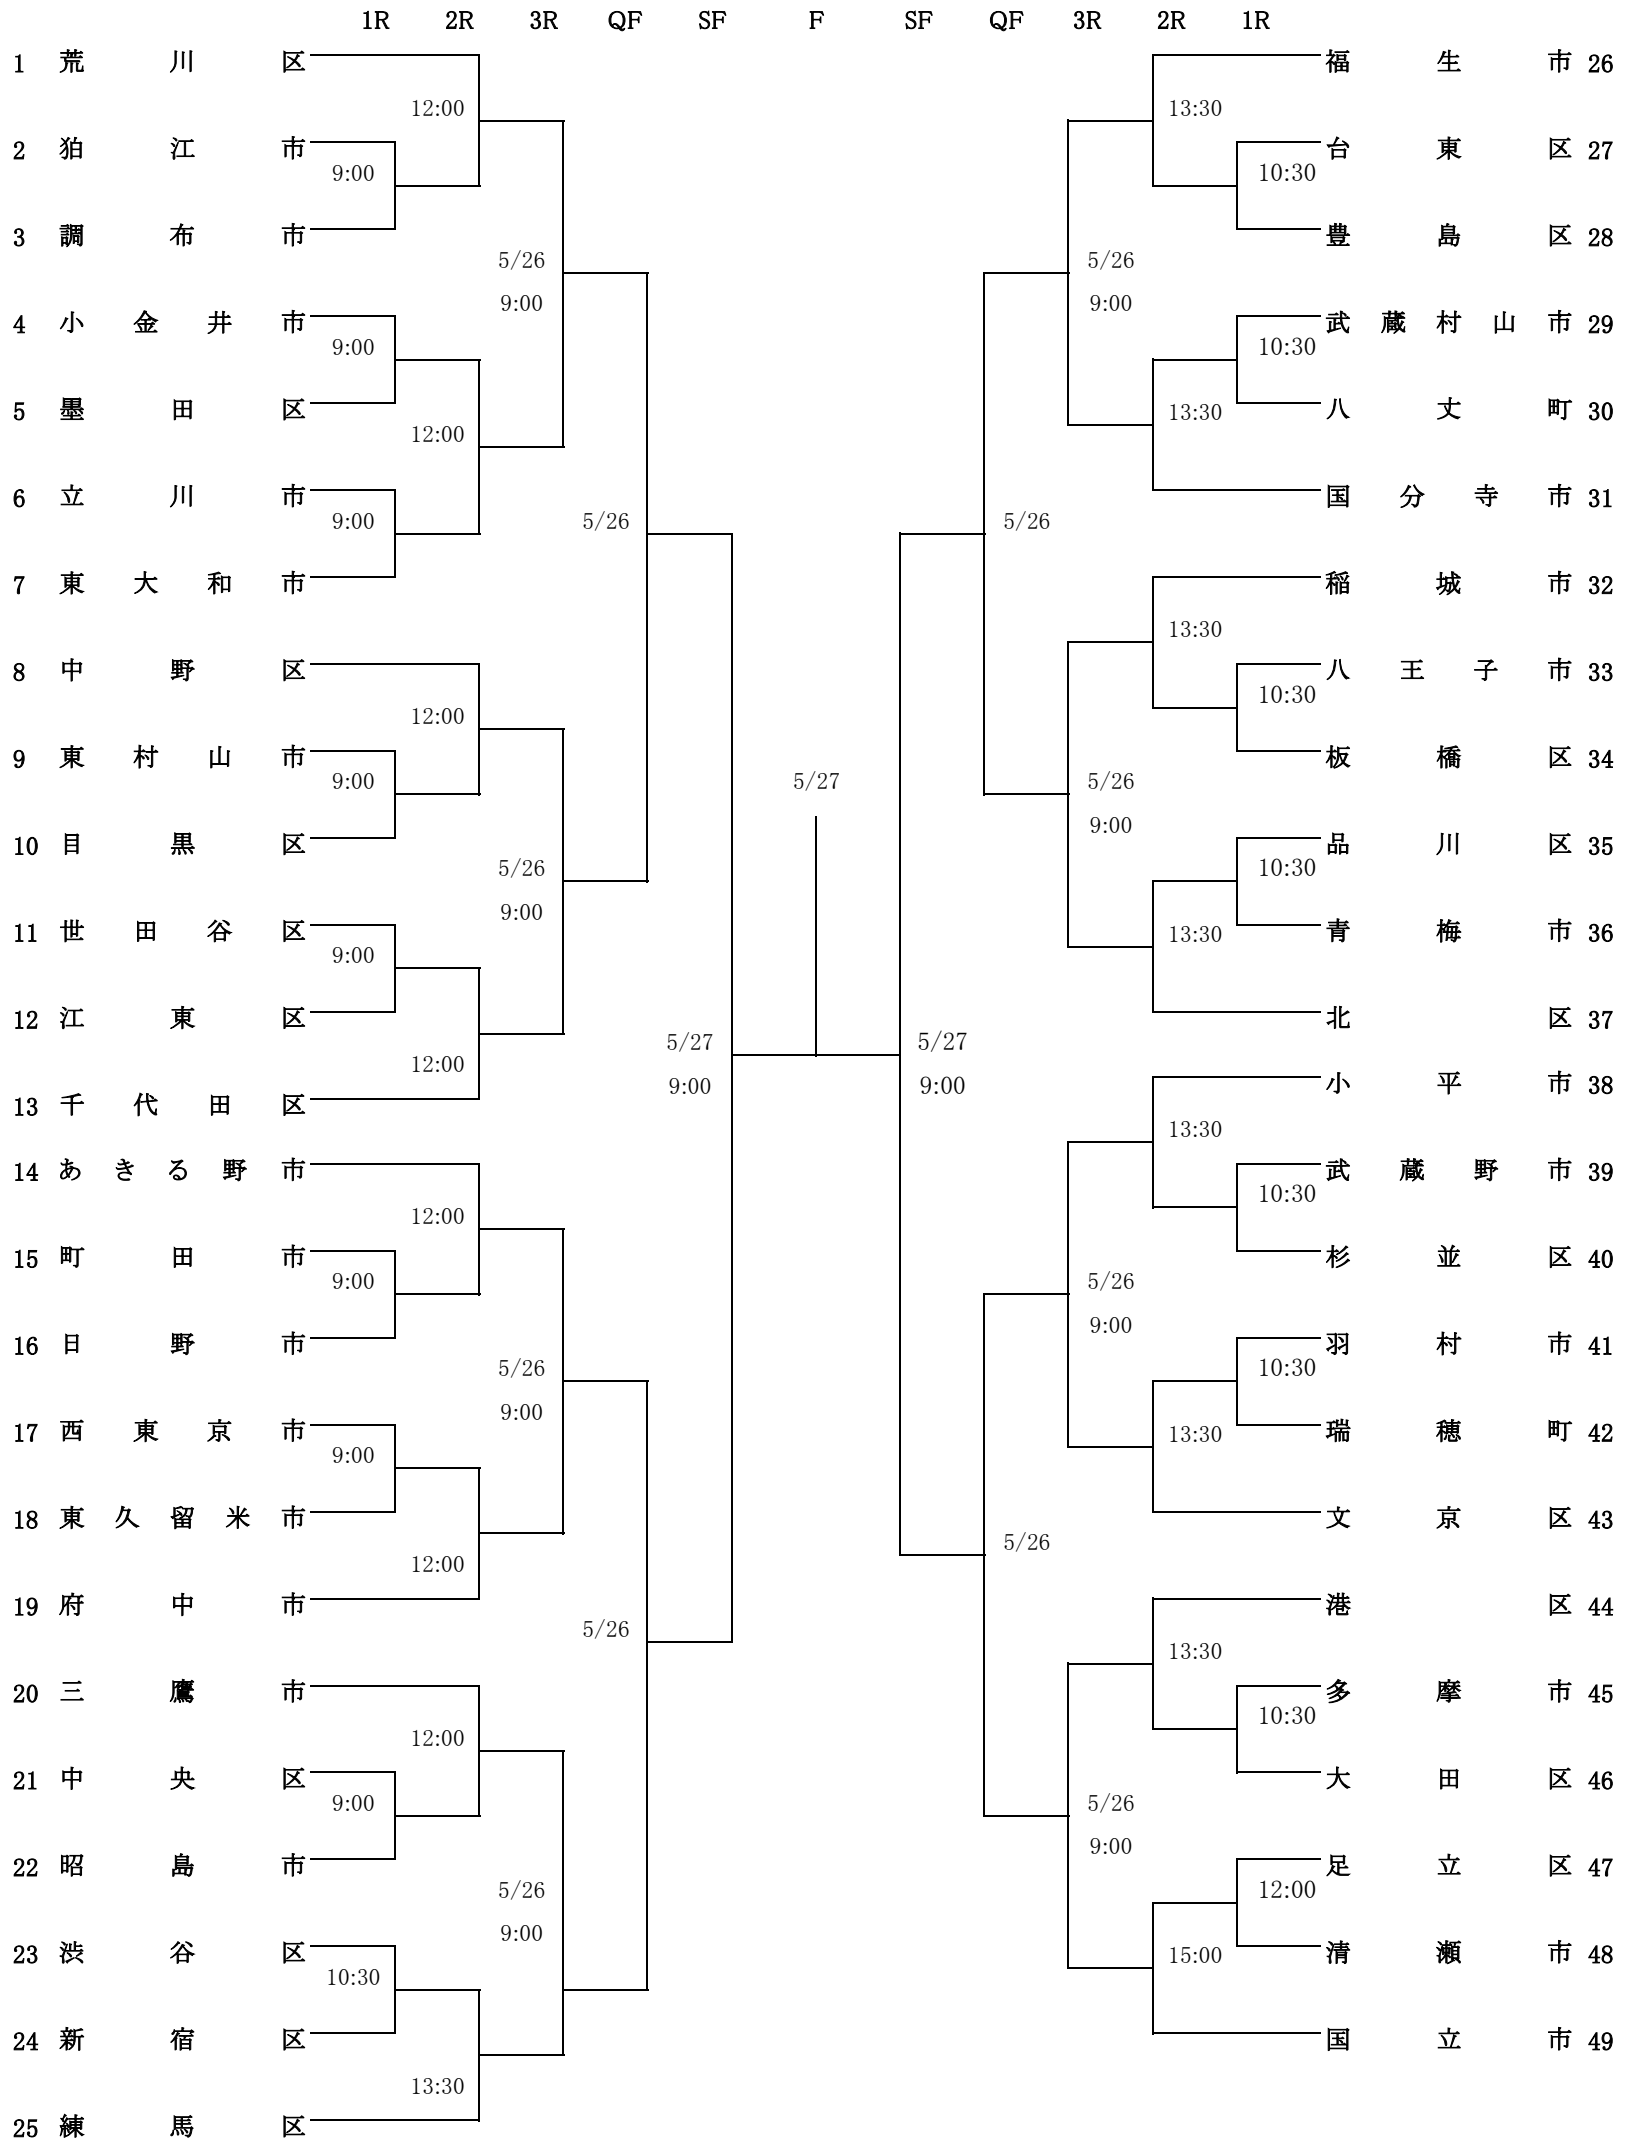 1R 2R 3R QF SF F SF QF 3R 2R 1R
1 荒川区 福生市 26
12:00 13:30
2 狛江市 台東区 27
9:00 10:30
3 調布市 豊島区 28
5/26 5/26
9:00 9:00
4 小金井市 武蔵村山市 29
9:00 10:30
5 墨田区 八丈町 30
12:00 13:30
6 立川市 国分寺市 31
9:00 5/26 5/26
7 東大和市 稲城市 32
13:30
8 中野区 八王子市 33
12:00 10:30
9 東村山市 板橋区 34
9:00 5/27 5/26
9:00
10 目黒区 品川区 35
5/26 10:30
9:00
11 世田谷区 青梅市 36
9:00 13:30
12 江東区 北区 37
12:00 5/27 5/27
9:00 9:00
小平市 38
13 千代田区
13:30
14 あきる野市 武蔵野市 39
12:00 10:30
15 町田市 杉並区 40
9:00 5/26
9:00
16 日野市 羽村市 41
5/26 10:30
9:00
17 西東京市 瑞穂町 42
9:00 13:30
18 東久留米市 文京区 43
12:00 5/26
19 府中市 港区 44
5/26 13:30
20 三鷹市 多摩市 45
12:00 10:30
21 中央区 大田区 46
9:00 5/26
9:00
22 昭島市 足立区 47
5/26 12:00
9:00
23 渋谷区 清瀬市 48
10:30 15:00
24 新宿区 国立市 49
13:30
25 練馬区